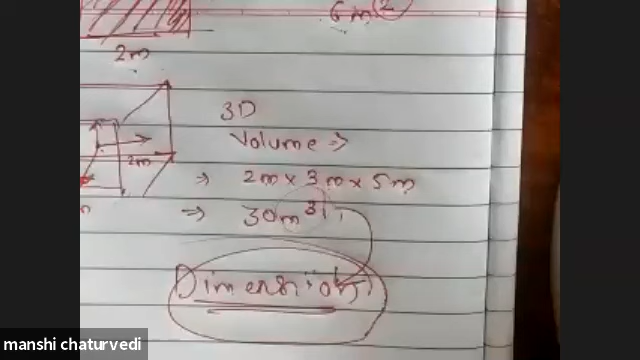 6m²
2m
3D
Volume ⇒
2m
⇒ 2m × 3m × 5m
⇒ 30m³
Dimension
manshi chaturvedi